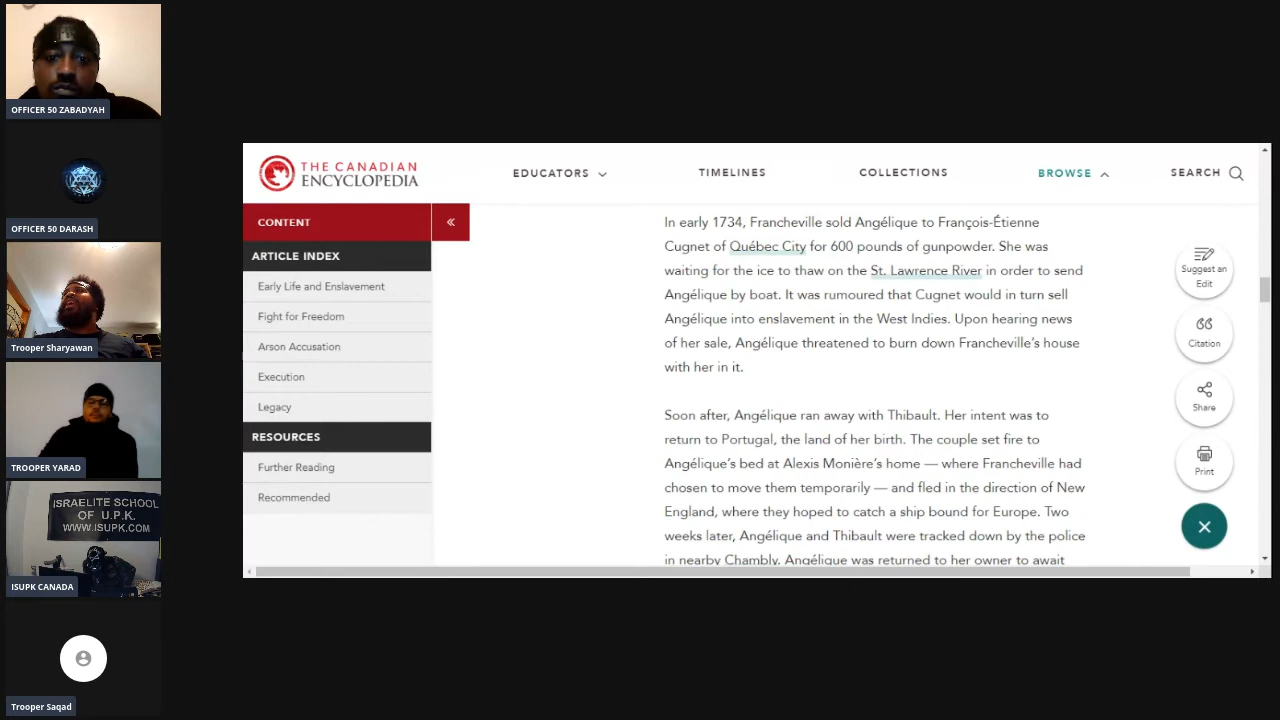 OFFICER 50 ZABADYAH
OFFICER 50 DARASH
Trooper Sharyawan
TROOPER YARAD
ISRAELITE SCHOOL
OF U.P.K.
WWW.ISUPK.COM
ISUPK CANADA
Trooper Saqad
THE CANADIAN
ENCYCLOPEDIA
EDUCATORS
TIMELINES
COLLECTIONS
BROWSE
SEARCH
CONTENT
«
ARTICLE INDEX
Early Life and Enslavement
Fight for Freedom
Arson Accusation
Execution
Legacy
RESOURCES
Further Reading
Recommended
In early 1734, Francheville sold Angélique to François-Étienne
Cugnet of Québec City for 600 pounds of gunpowder. She was
waiting for the ice to thaw on the St. Lawrence River in order to send
Angélique by boat. It was rumoured that Cugnet would in turn sell
Angélique into enslavement in the West Indies. Upon hearing news
of her sale, Angélique threatened to burn down Francheville's house
with her in it.
Soon after, Angélique ran away with Thibault. Her intent was to
return to Portugal, the land of her birth. The couple set fire to
Angélique's bed at Alexis Monière's home — where Francheville had
chosen to move them temporarily — and fled in the direction of New
England, where they hoped to catch a ship bound for Europe. Two
weeks later, Angélique and Thibault were tracked down by the police
in nearby Chambly. Angélique was returned to her owner to await
Suggest an
Edit
Citation
Share
Print